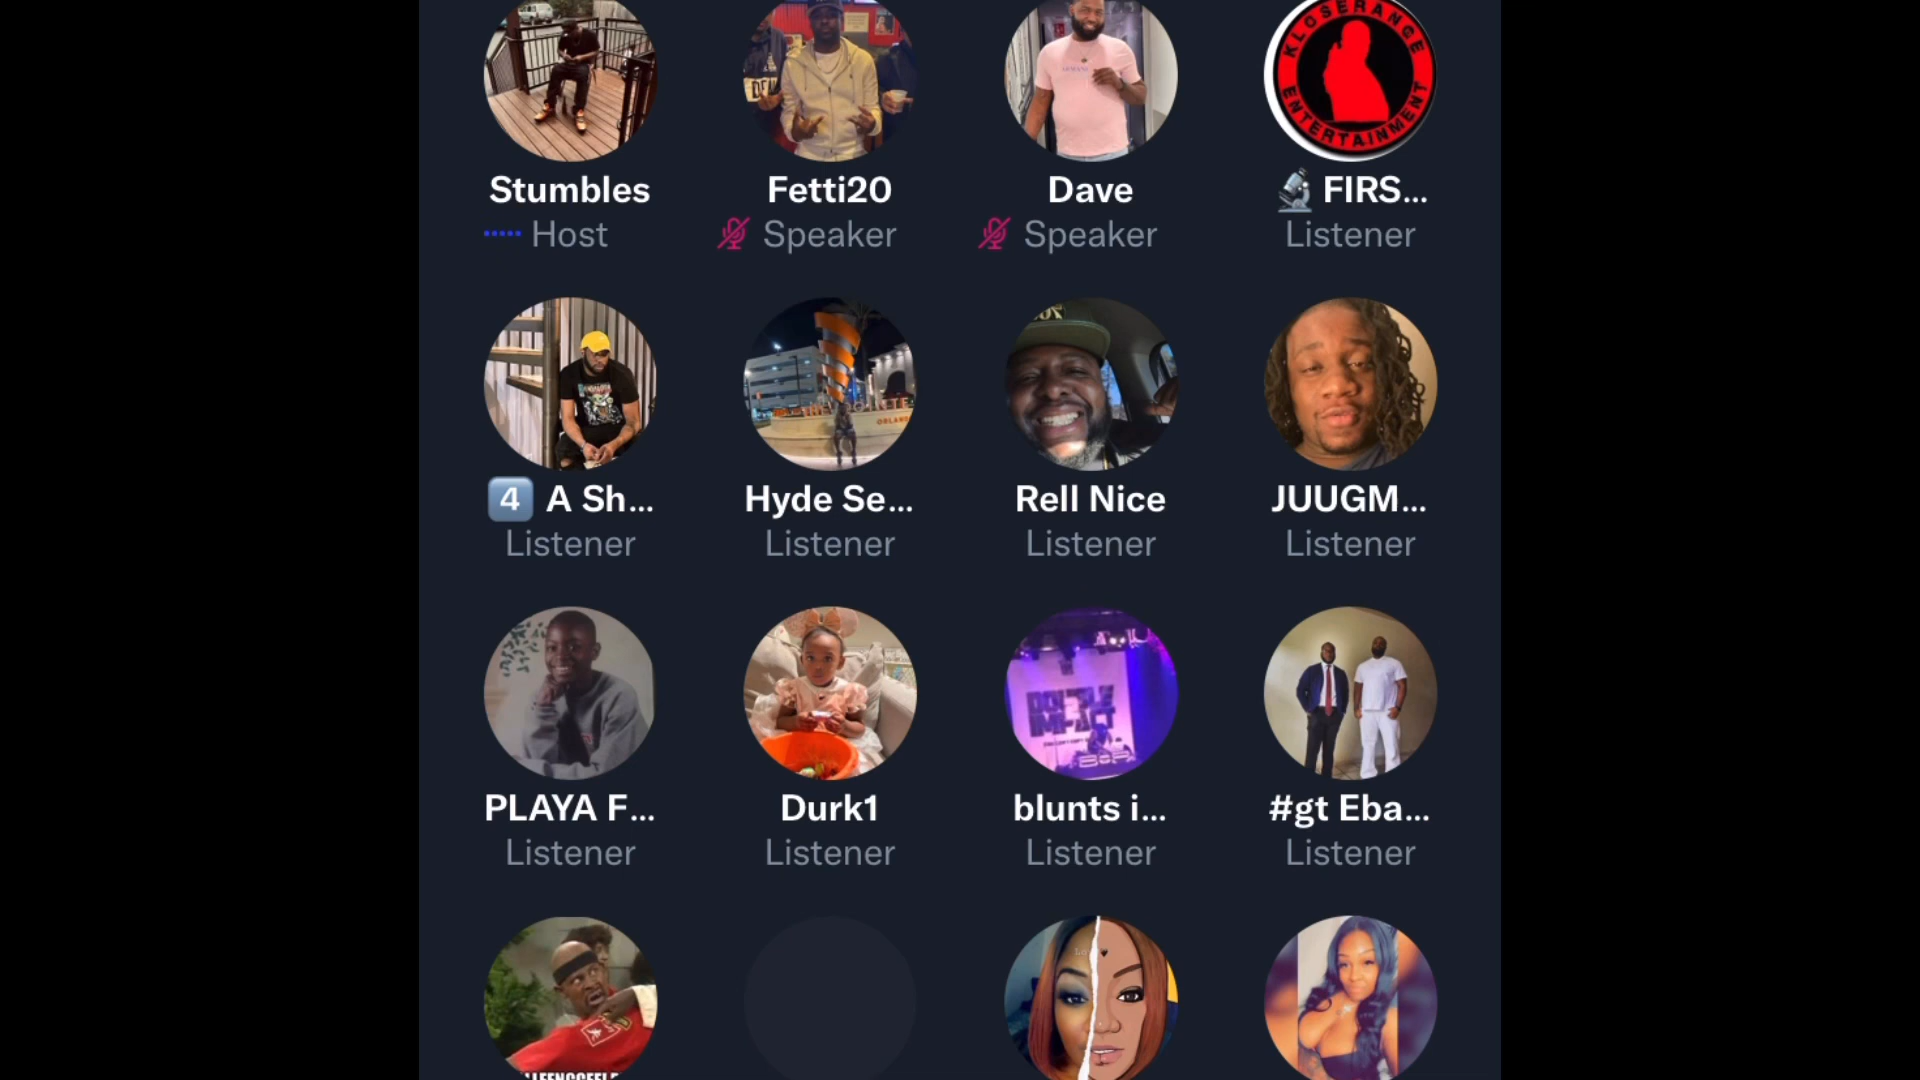 KLOSERANGE
ENTERTAINMENT
Stumbles
Fetti20
Dave
🔬 FIRS...
Host
Speaker
Speaker
Listener
4 A Sh...
Hyde Se...
Rell Nice
JUUGM...
Listener
Listener
Listener
Listener
IMPACT
PLAYA F...
Durk1
blunts i...
#gt Eba...
Listener
Listener
Listener
Listener